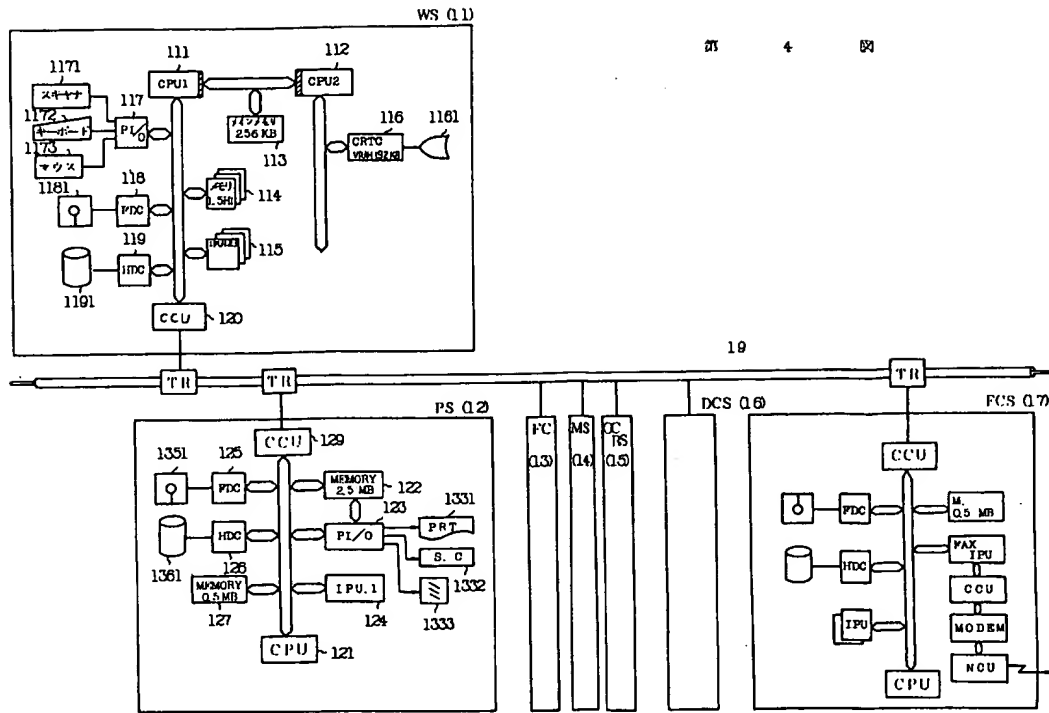 WS (11)
第 4 図
111
112
1171
CPU1
CPU2
スキャナ
117
1172
キーボード
PI/O
メインメモリ
256 KB
116
1161
1173
113
CRTC
VRAM 192 KB
マウス
1181
118
メモリ
1.5MB
114
FDC
119
115
HDC
1191
CCU
120
19
TR
TR
TR
PS (12)
DCS (16)
FCS (17)
CCU
129
FC
(13)
MS
(14)
(15)
CCU
1351
125
FDC
MEMORY
2.5 MB
122
123
1331
PRT
FDC
M.
0.5 MB
HDC
PI/O
S.C
FAX
IPU
1361
126
1332
HDC
CCU
MEMORY
0.5 MB
IPU.1
127
124
1333
IPU
MODEM
CPU
121
CPU
NCU